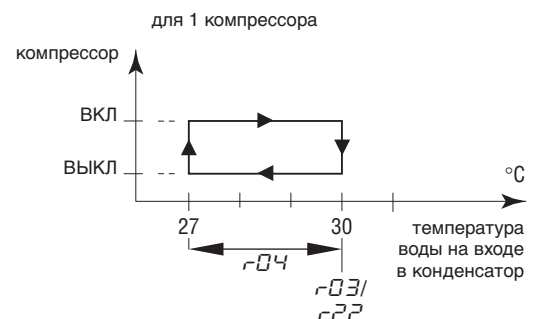 для 1 компрессора
компрессор
ВКЛ
ВЫКЛ
°C
27
30
температура
воды на входе
в конденсатор
r04
r03/
r22